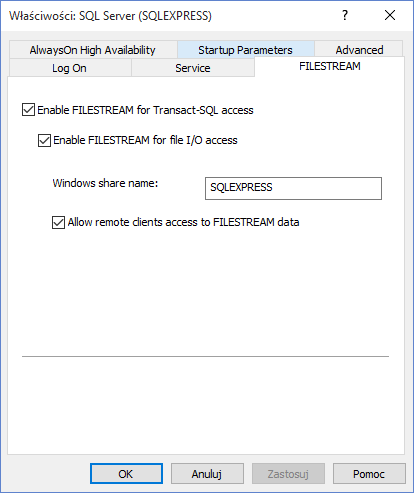 Właściwości: SQL Server (SQLEXPRESS)
?
AlwaysOn High Availability Startup Parameters Advanced
Log On Service FILESTREAM
Enable FILESTREAM for Transact-SQL access
Enable FILESTREAM for file I/O access
Windows share name: SQLEXPRESS
Allow remote clients access to FILESTREAM data
OK Anuluj Zastosuj Pomoc